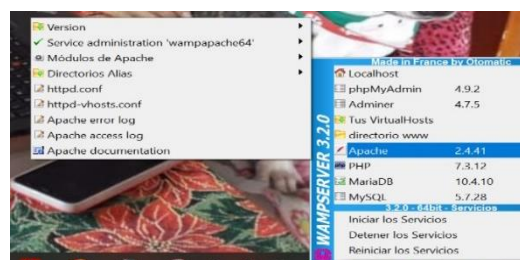 Version
Service administration 'wampapache64'
Módulos de Apache
Directorios Alias
httpd.conf
httpd-vhosts.conf
Apache error log
Apache access log
Apache documentation
Made in France by Otomatic
Localhost
phpMyAdmin 4.9.2
Adminer 4.7.5
Tus VirtualHosts
directorio www
Apache 2.4.41
PHP 7.3.12
MariaDB 10.4.10
MySQL 5.7.28
3.2.0 - 64bit - Servicios
Iniciar los Servicios
Detener los Servicios
Reiniciar los Servicios
WAMPSERVER 3.2.0